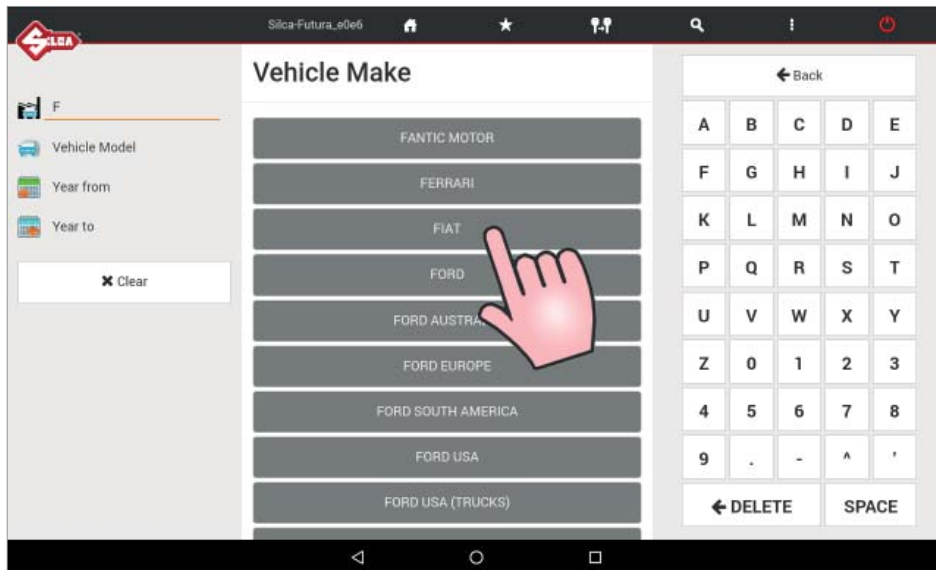 SILCA
Silca-Futura_e0e6
F
Vehicle Model
Year from
Year to
Clear
Vehicle Make
FANTIC MOTOR
FERRARI
FIAT
FORD
FORD AUSTRA
FORD EUROPE
FORD SOUTH AMERICA
FORD USA
FORD USA (TRUCKS)
Back
A B C D E
F G H I J
K L M N O
P Q R S T
U V W X Y
Z 0 1 2 3
4 5 6 7 8
9 . - ^ '
DELETE SPACE